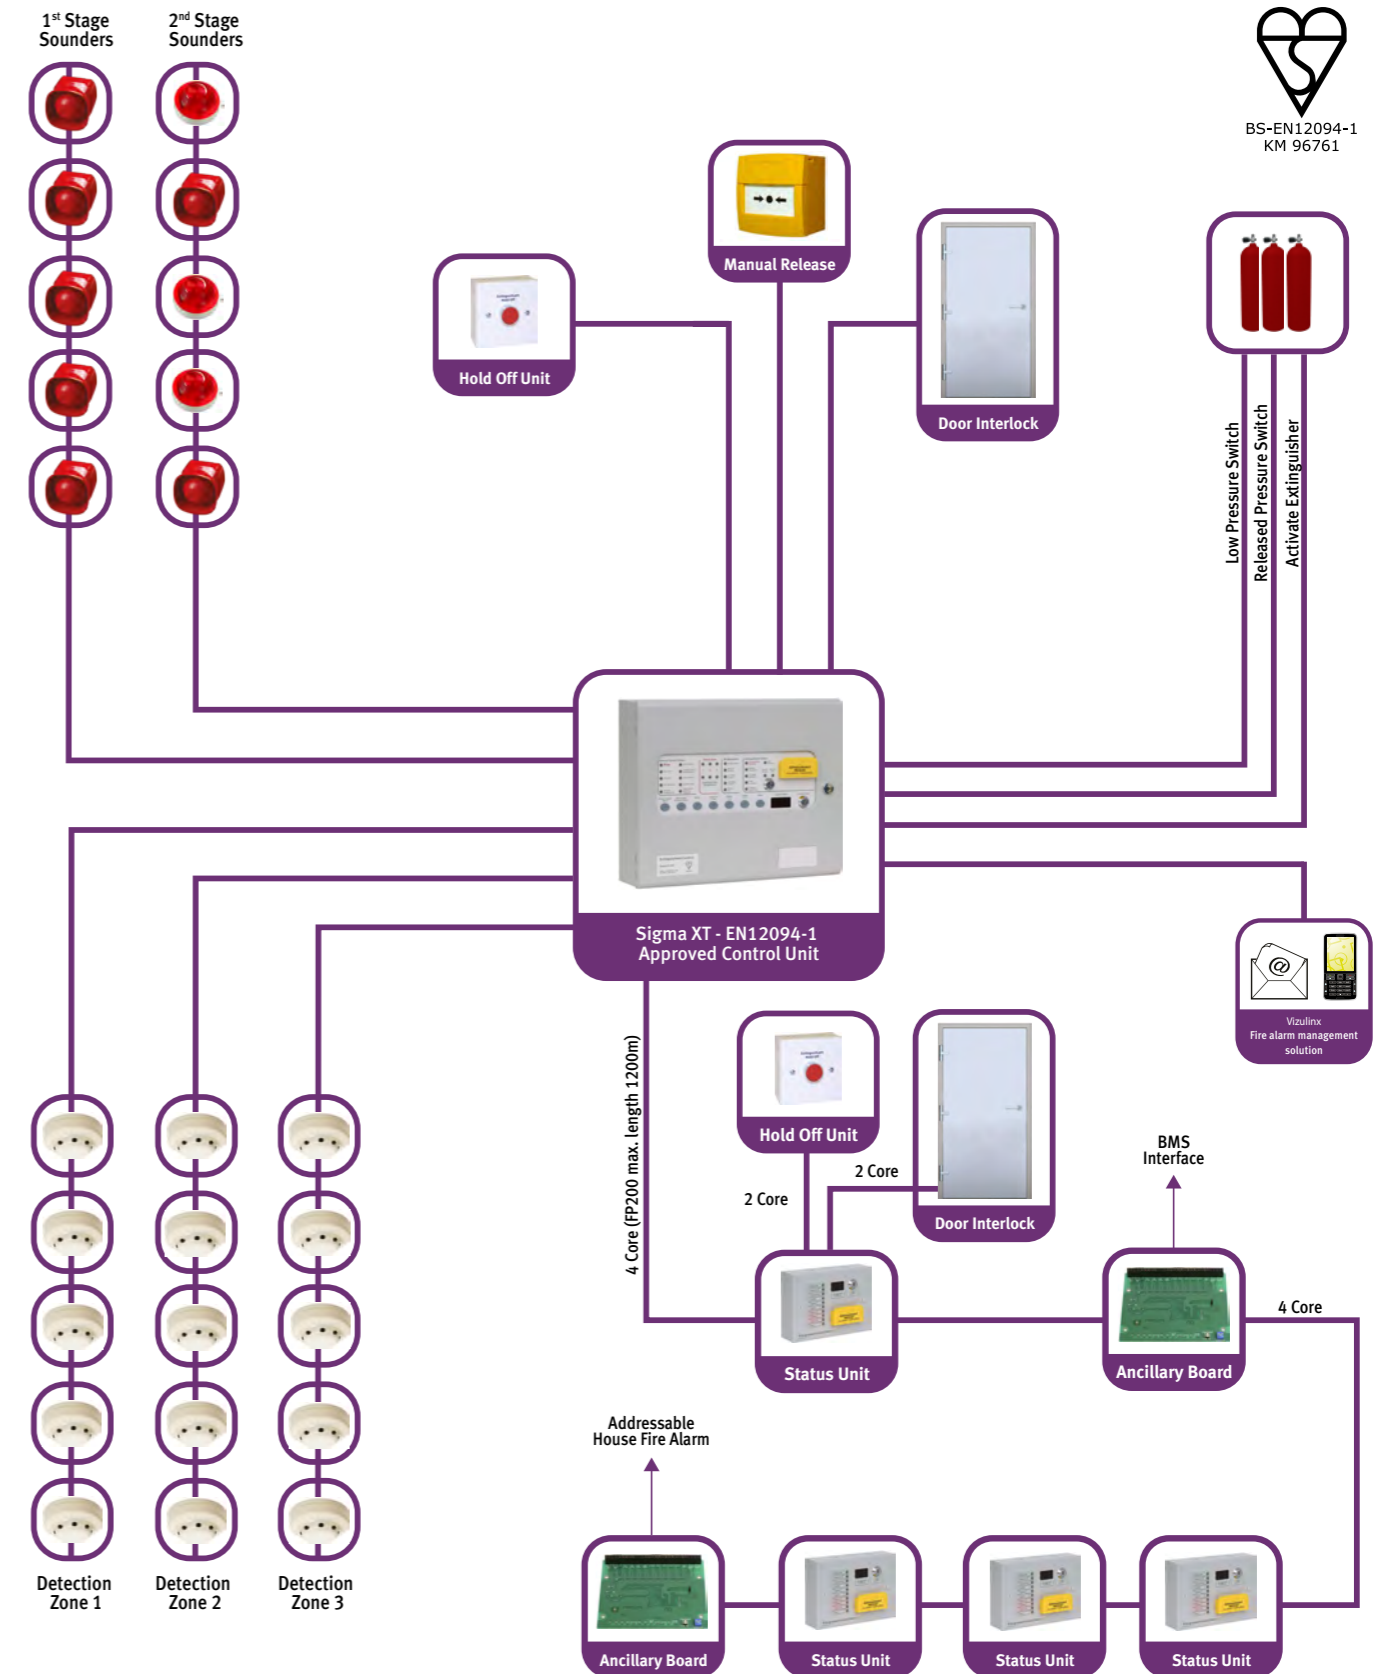 1st Stage
Sounders
2nd Stage
Sounders
BS-EN12094-1
KM 96761
Manual Release
Hold Off Unit
Door Interlock
Low Pressure Switch
Released Pressure Switch
Activate Extinguisher
Sigma XT - EN12094-1
Approved Control Unit
Vizulinx
Fire alarm management
solution
4 Core (FP200 max. length 1200m)
Hold Off Unit
2 Core
2 Core
Door Interlock
BMS
Interface
Status Unit
Ancillary Board
4 Core
Addressable
House Fire Alarm
Detection
Zone 1
Detection
Zone 2
Detection
Zone 3
Ancillary Board
Status Unit
Status Unit
Status Unit